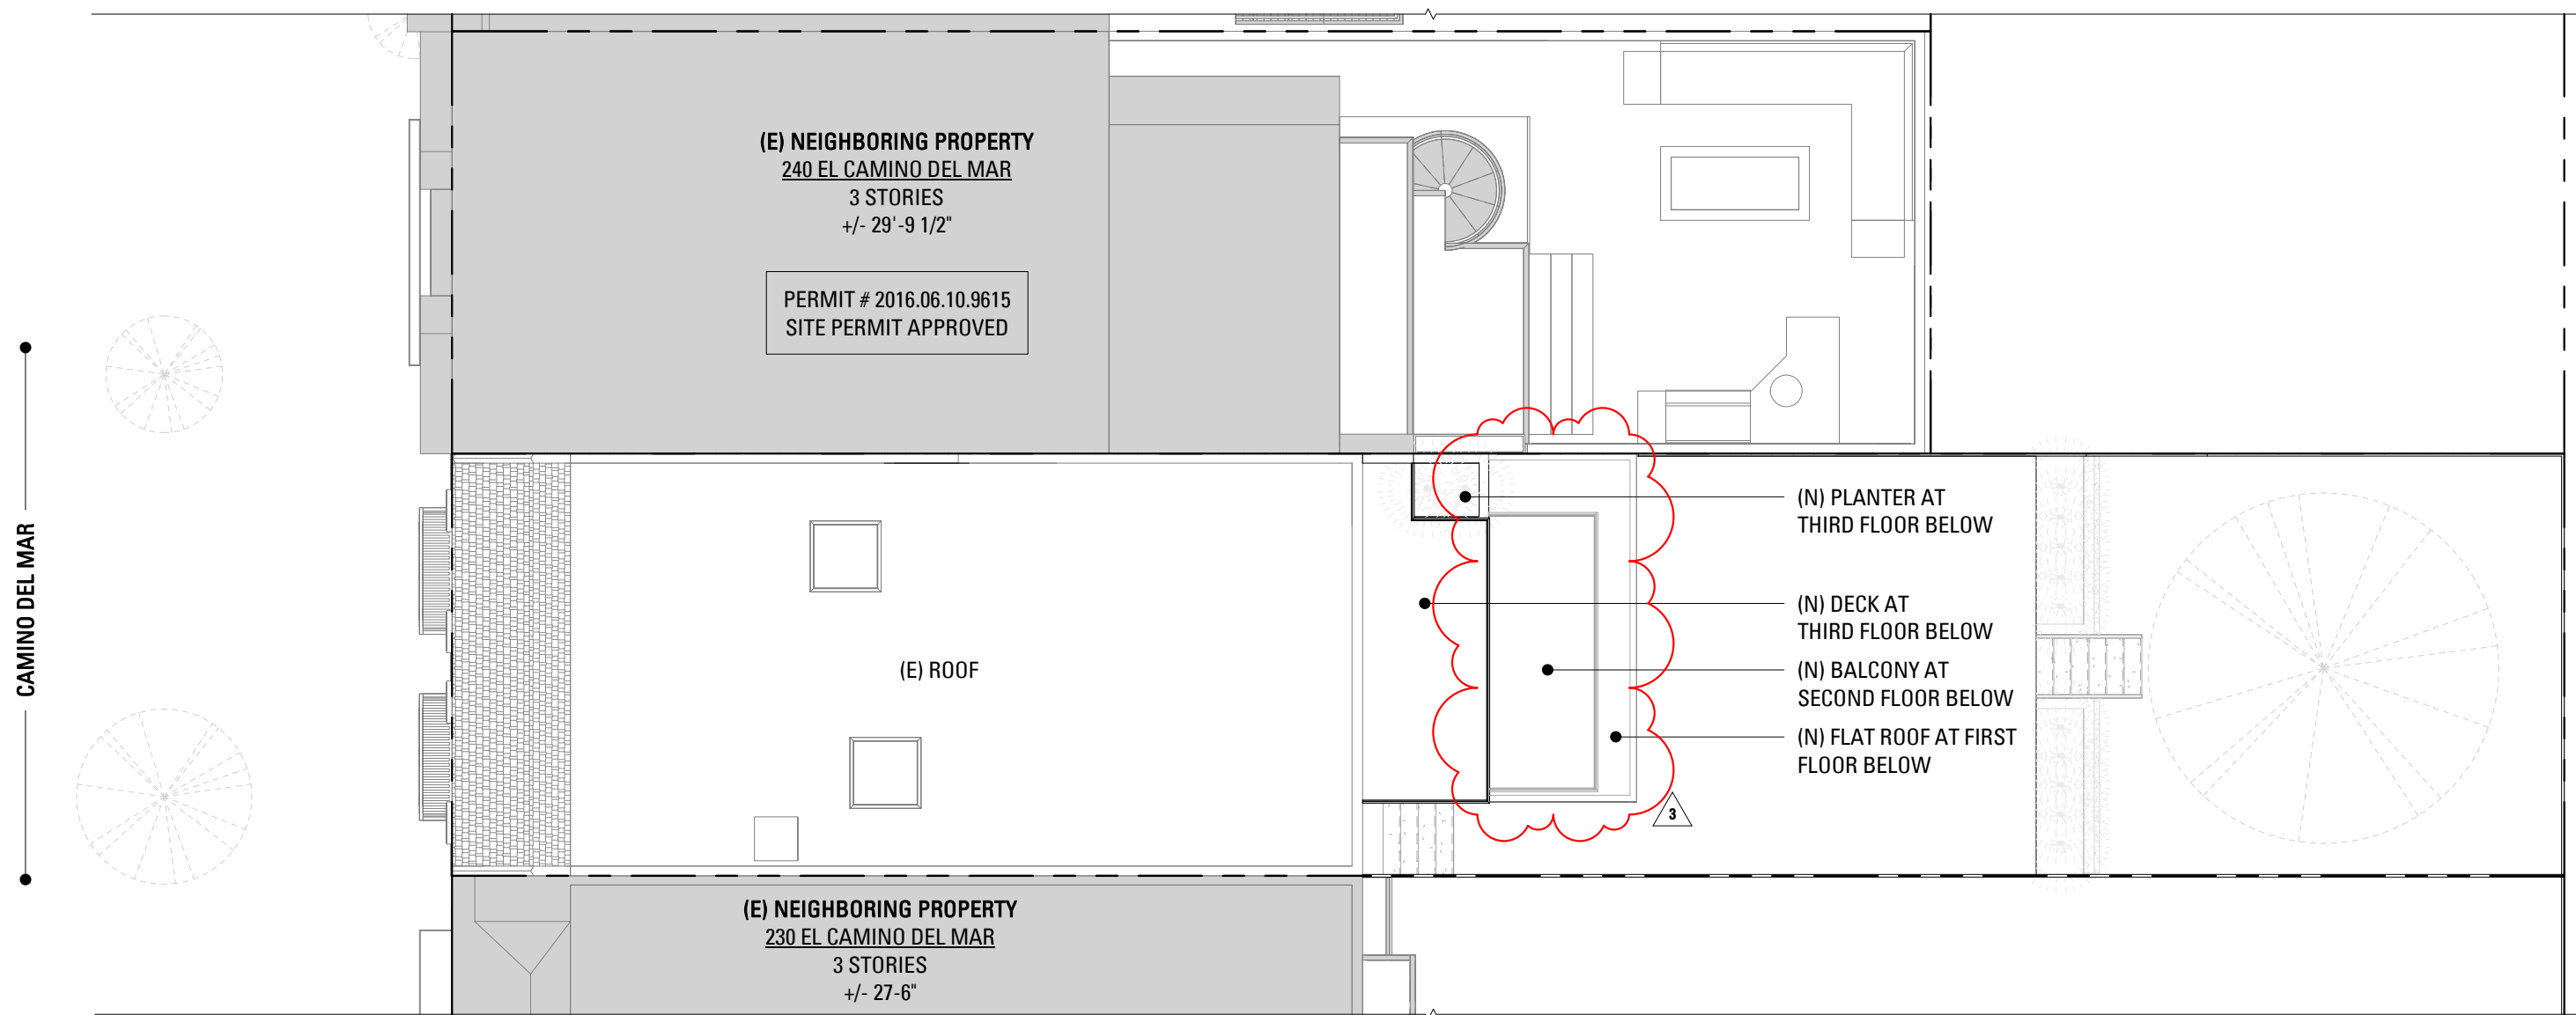 (E) NEIGHBORING PROPERTY
240 EL CAMINO DEL MAR
3 STORIES
+/- 29'-9 1/2"
PERMIT # 2016.06.10.9615
SITE PERMIT APPROVED
CAMINO DEL MAR
(E) ROOF
(N) PLANTER AT
THIRD FLOOR BELOW
(N) DECK AT
THIRD FLOOR BELOW
(N) BALCONY AT
SECOND FLOOR BELOW
(N) FLAT ROOF AT FIRST
FLOOR BELOW
3
(E) NEIGHBORING PROPERTY
230 EL CAMINO DEL MAR
3 STORIES
+/- 27-6"